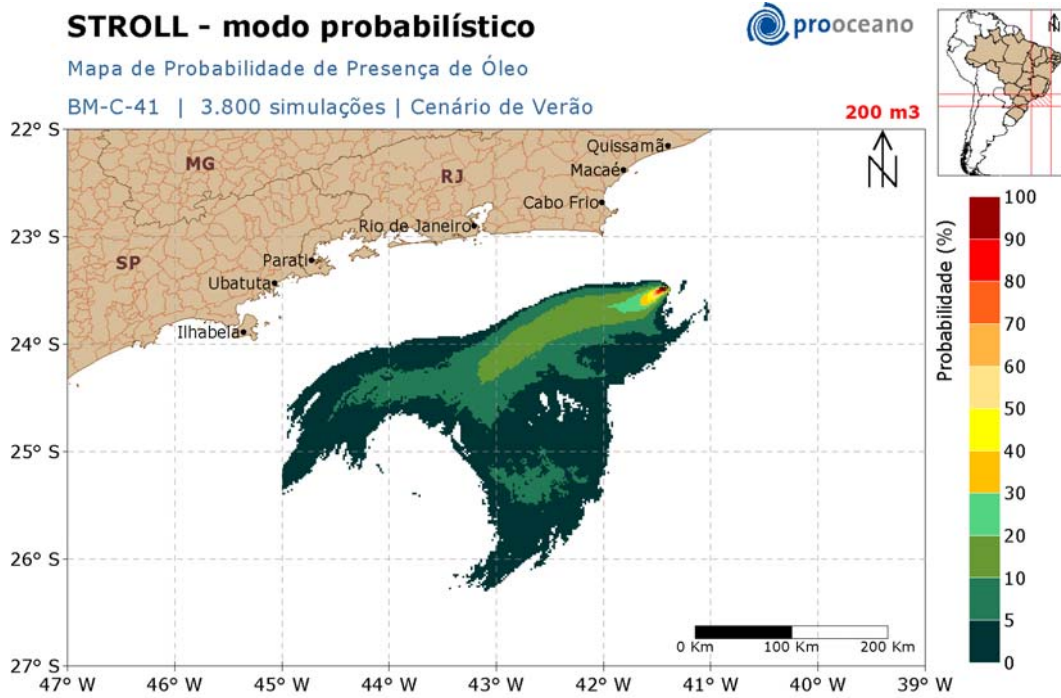 STROLL - modo probabilístico
prooceano
Mapa de Probabilidade de Presença de Óleo
BM-C-41 | 3.800 simulações | Cenário de Verão
200 m3
N
N
22° S
23° S
24° S
25° S
26° S
27° S
MG
RJ
SP
Quissamã
Macaé
Cabo Frio
Rio de Janeiro
Parati
Ubatuta
Ilhabela
Probabilidade (%)
100
90
80
70
60
50
40
30
20
10
5
0
0 Km 100 Km 200 Km
47° W 46° W 45° W 44° W 43° W 42° W 41° W 40° W 39° W